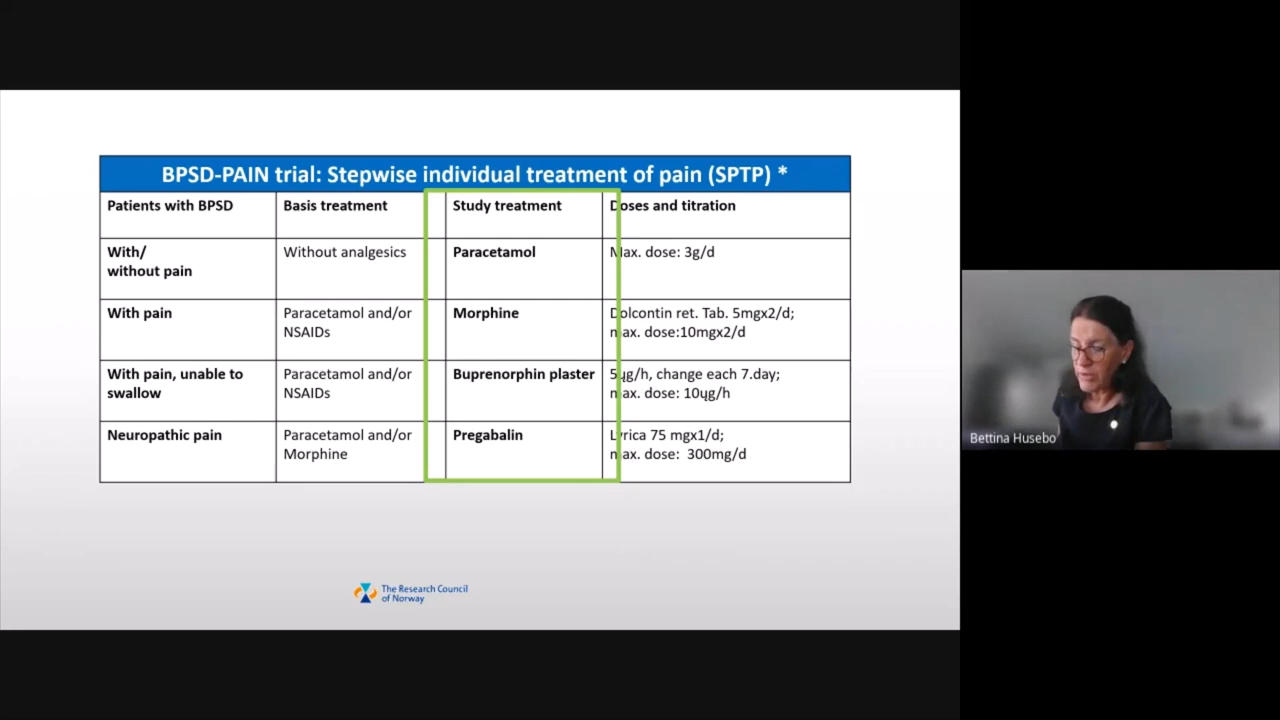 BPSD-PAIN trial: Stepwise individual treatment of pain (SPTP) *
Patients with BPSD
Basis treatment
Study treatment
Doses and titration
With/
without pain
Without analgesics
Paracetamol
Max. dose: 3g/d
With pain
Paracetamol and/or
NSAIDs
Morphine
Dolcontin ret. Tab. 5mgx2/d;
max. dose:10mgx2/d
With pain, unable to
swallow
Paracetamol and/or
NSAIDs
Buprenorphin plaster
5ųg/h, change each 7.day;
max. dose: 10ųg/h
Neuropathic pain
Paracetamol and/or
Morphine
Pregabalin
Lyrica 75 mgx1/d;
max. dose: 300mg/d
The Research Council
of Norway
Bettina Husebo